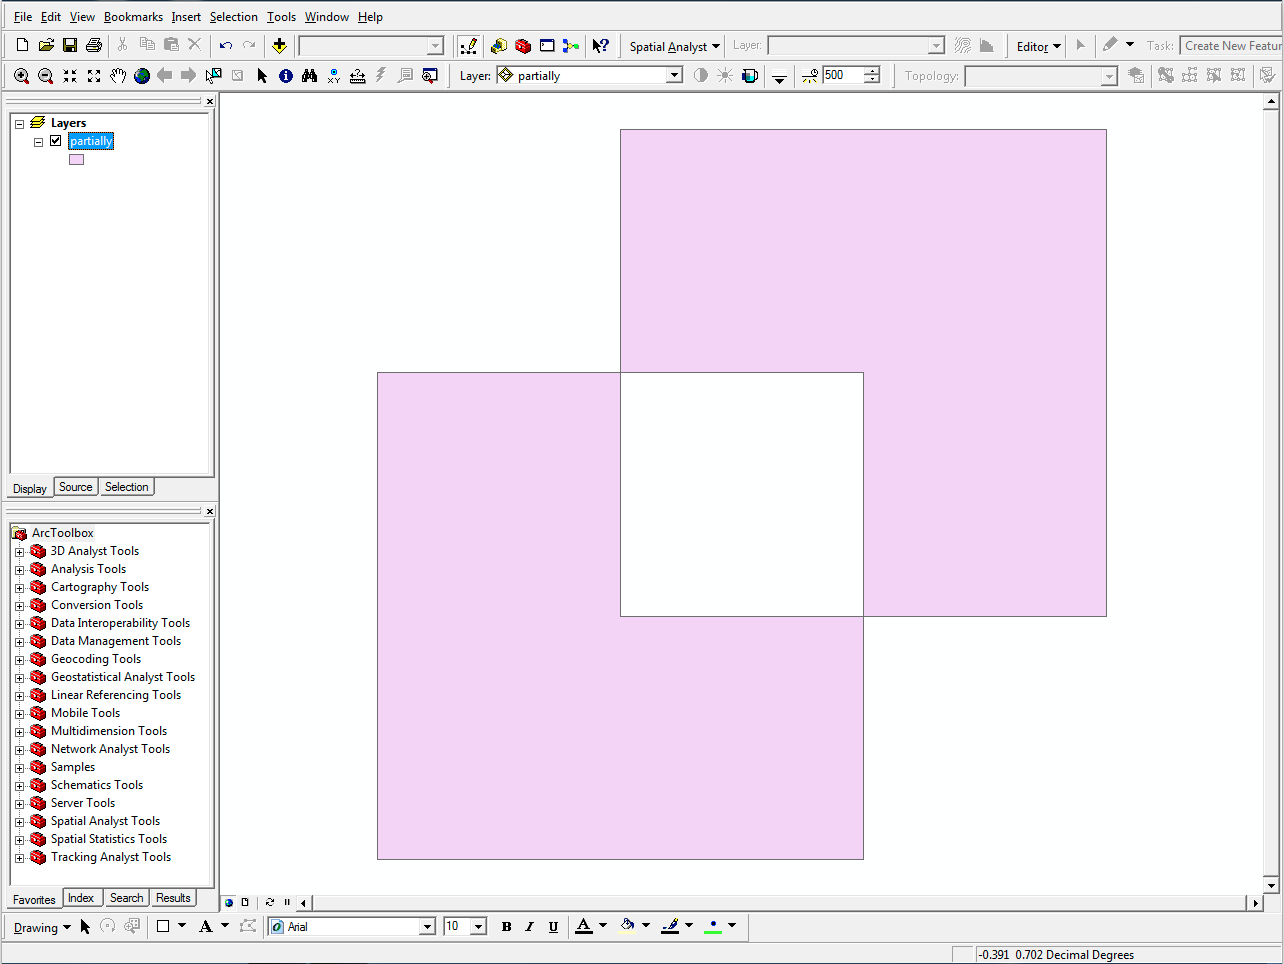 File Edit View Bookmarks Insert Selection Tools Window Help
Spatial Analyst Layer: Editor Task: Create New Featur
Layer: partially 500 Topology:
Layers
partially
Display Source Selection
ArcToolbox
3D Analyst Tools
Analysis Tools
Cartography Tools
Conversion Tools
Data Interoperability Tools
Data Management Tools
Geocoding Tools
Geostatistical Analyst Tools
Linear Referencing Tools
Mobile Tools
Multidimension Tools
Network Analyst Tools
Samples
Schematics Tools
Server Tools
Spatial Analyst Tools
Spatial Statistics Tools
Tracking Analyst Tools
Favorites Index Search Results
Drawing A Arial 10 B I U A
-0.391 0.702 Decimal Degrees